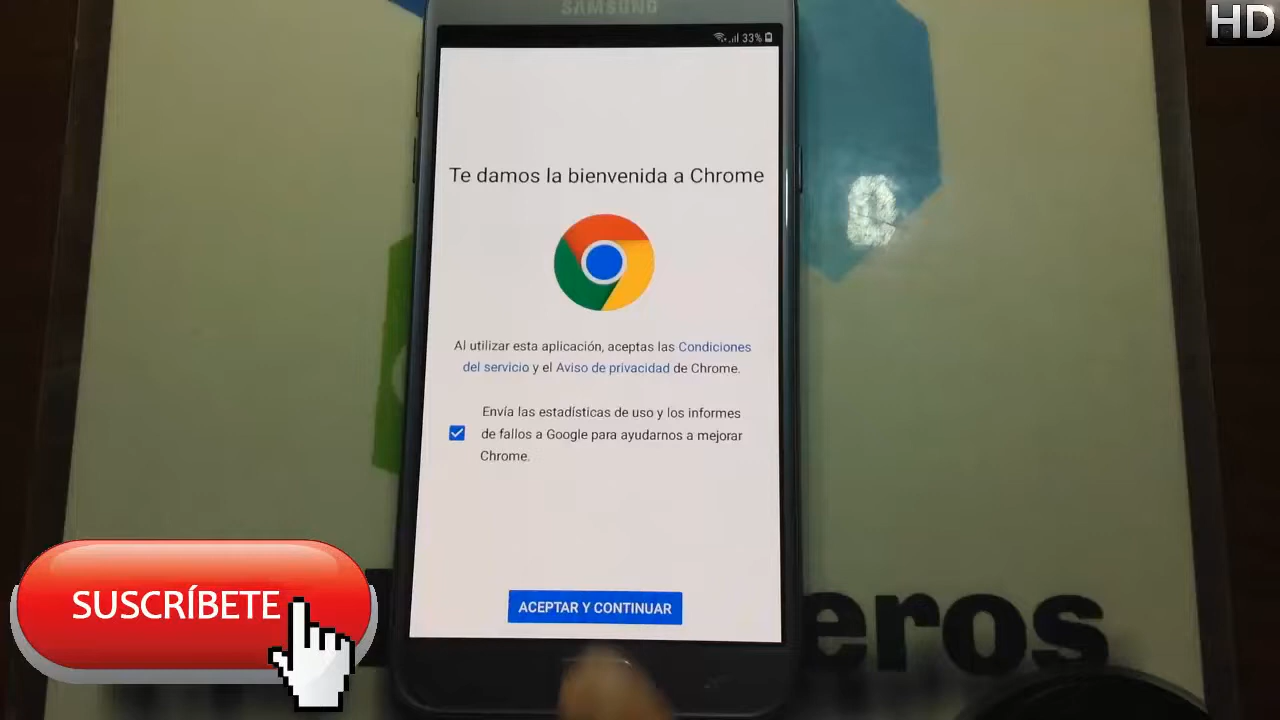 SAMSUNG
HD
33%
Te damos la bienvenida a Chrome
Al utilizar esta aplicación, aceptas las Condiciones
del servicio y el Aviso de privacidad de Chrome.
Envía las estadísticas de uso y los informes
de fallos a Google para ayudarnos a mejorar
Chrome.
ACEPTAR Y CONTINUAR
SUSCRÍBETE